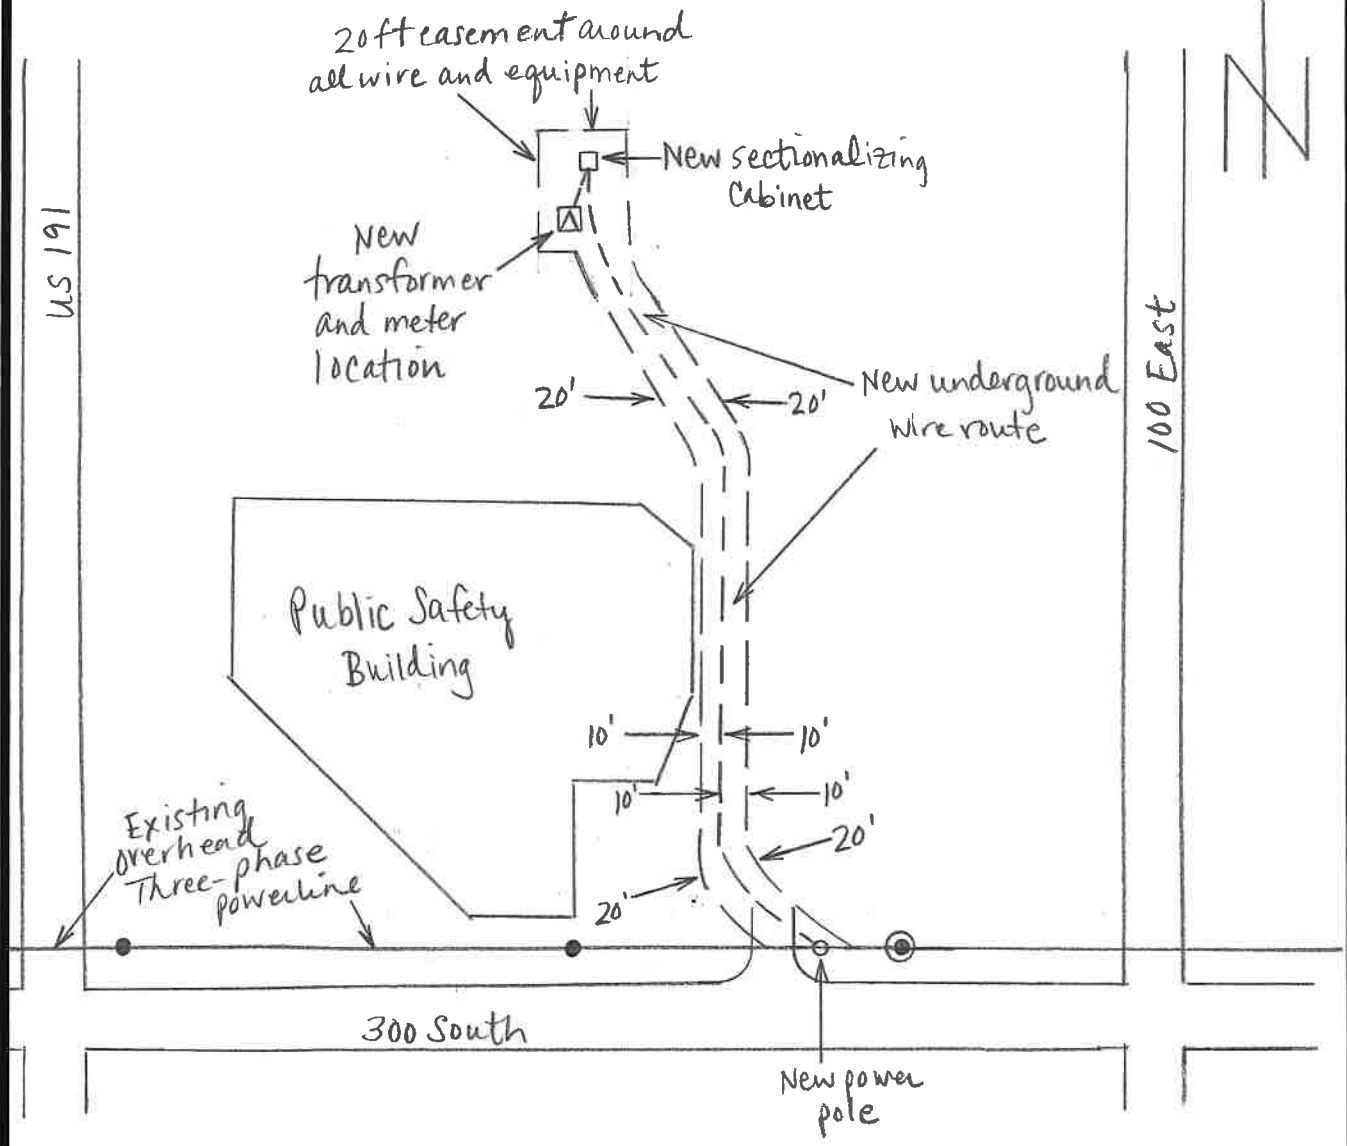 20ft easement around
all wire and equipment
N
New sectionalizing
Cabinet
US 191
New
transformer
and meter
location
100 East
20'
20'
New underground
wire route
Public Safety
Building
10'
10'
10'
10'
20'
20'
Existing
overhead
Three-phase
powerline
300 South
New power
pole